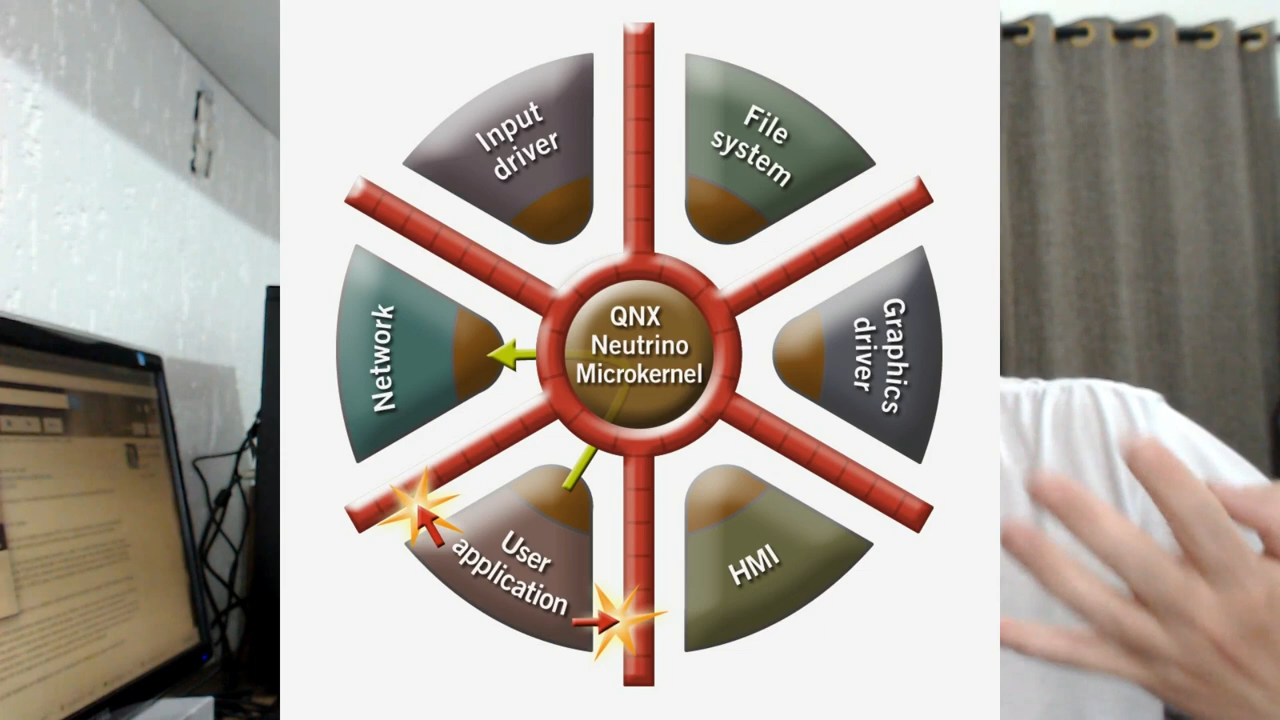 Input
driver
File
system
Network
QNX
Neutrino
Microkernel
Graphics
driver
User
application
HMI